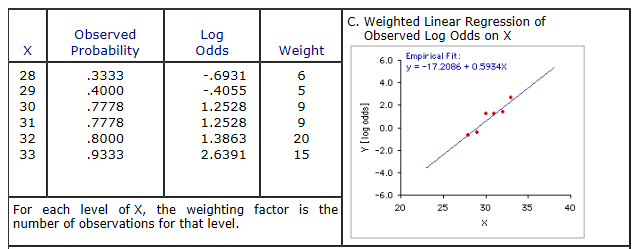 X Observed Probability Log Odds Weight
28 .3333 -.6931 6
29 .4000 -.4055 5
30 .7778 1.2528 9
31 .7778 1.2528 9
32 .8000 1.3863 20
33 .9333 2.6391 15
For each level of X, the weighting factor is the
number of observations for that level.
C. Weighted Linear Regression of
Observed Log Odds on X
Empirical Fit:
y = -17.2086 + 0.5934X
Y [log odds]
6.0
4.0
2.0
0.0
-2.0
-4.0
-6.0
20 25 30 35 40
X